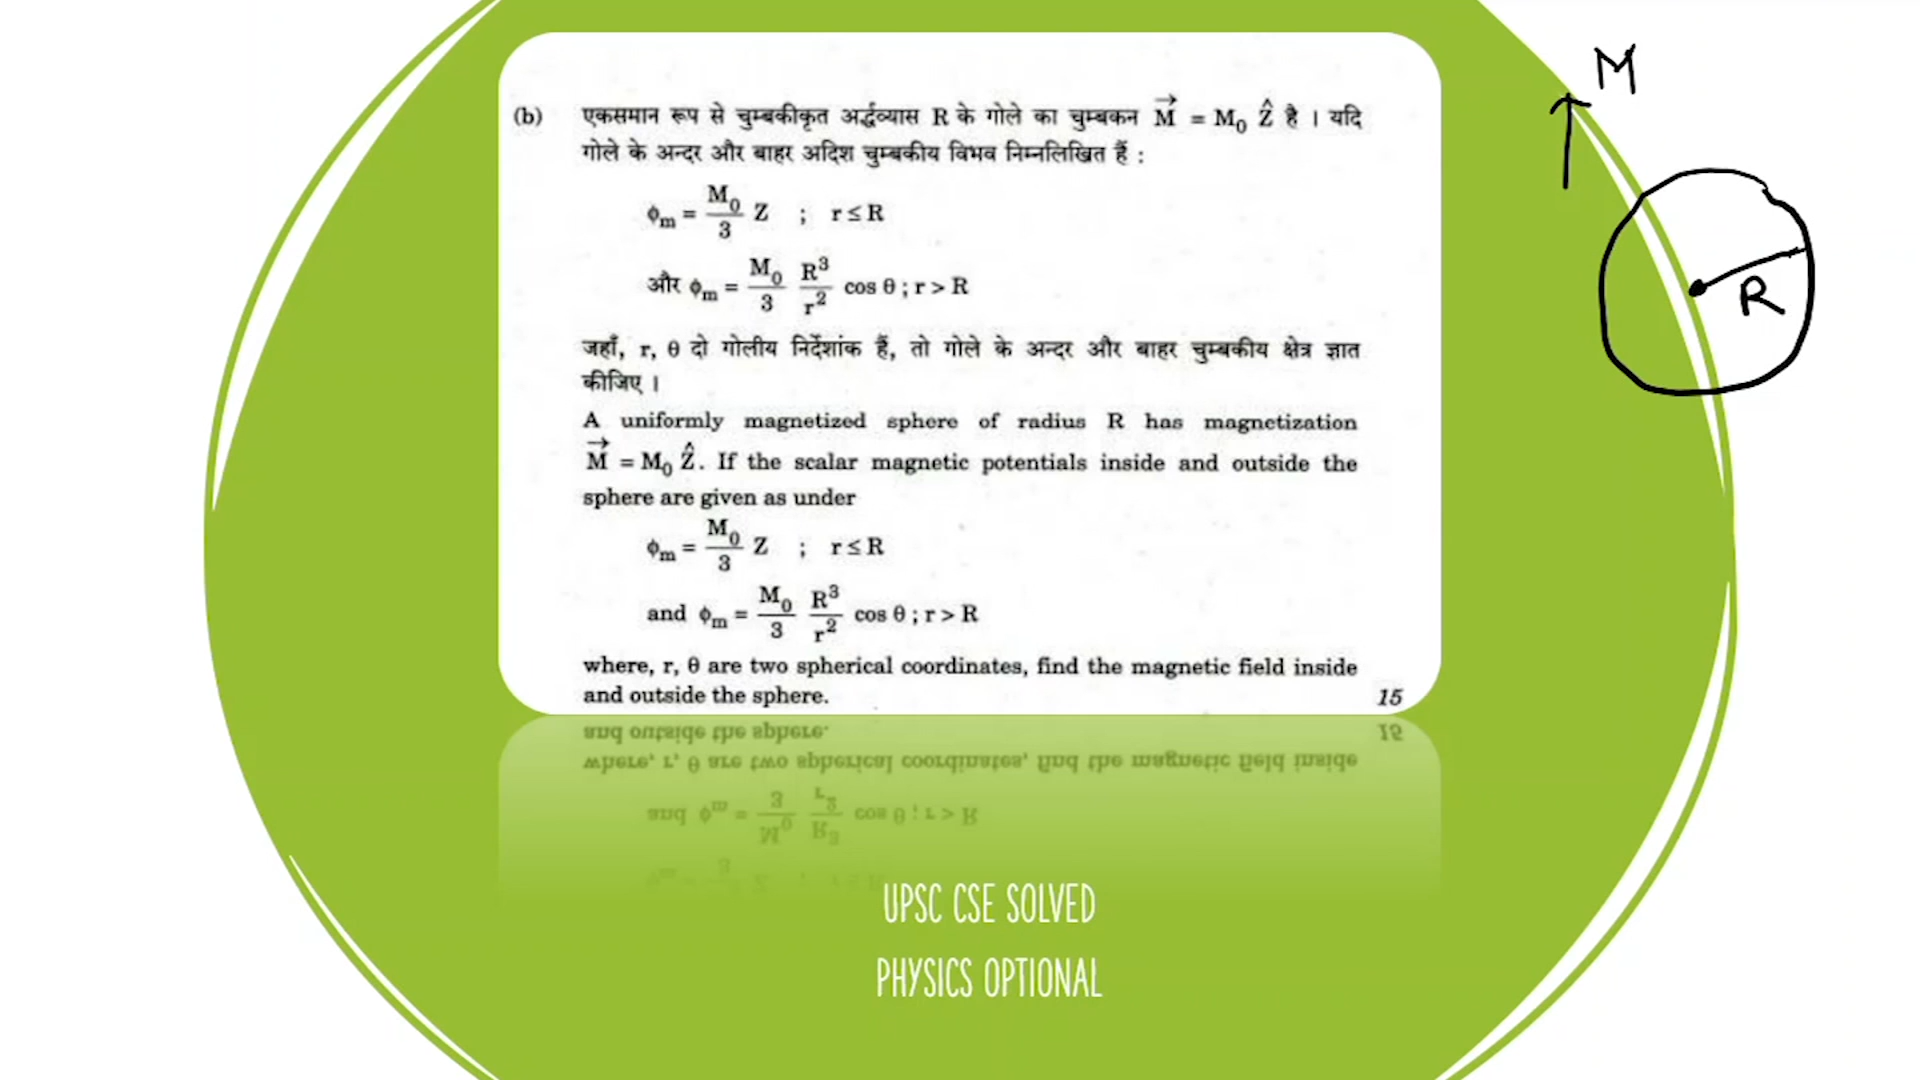 (b) एकसमान रूप से चुम्बकीकृत अर्द्धव्यास R के गोले का चुम्बकन M⃗ = M₀ Ẑ है । यदि
गोले के अन्दर और बाहर अदिश चुम्बकीय विभव निम्नलिखित हैं :
ϕₘ = M₀/3 Z ; r ≤ R
और ϕₘ = M₀/3 R³/r² cos θ ; r > R
जहाँ, r, θ दो गोलीय निर्देशांक हैं, तो गोले के अन्दर और बाहर चुम्बकीय क्षेत्र ज्ञात
कीजिए ।
A uniformly magnetized sphere of radius R has magnetization
M⃗ = M₀ Ẑ. If the scalar magnetic potentials inside and outside the
sphere are given as under
ϕₘ = M₀/3 Z ; r ≤ R
and ϕₘ = M₀/3 R³/r² cos θ ; r > R
where, r, θ are two spherical coordinates, find the magnetic field inside
and outside the sphere. 15
M
R
UPSC CSE SOLVED
PHYSICS OPTIONAL